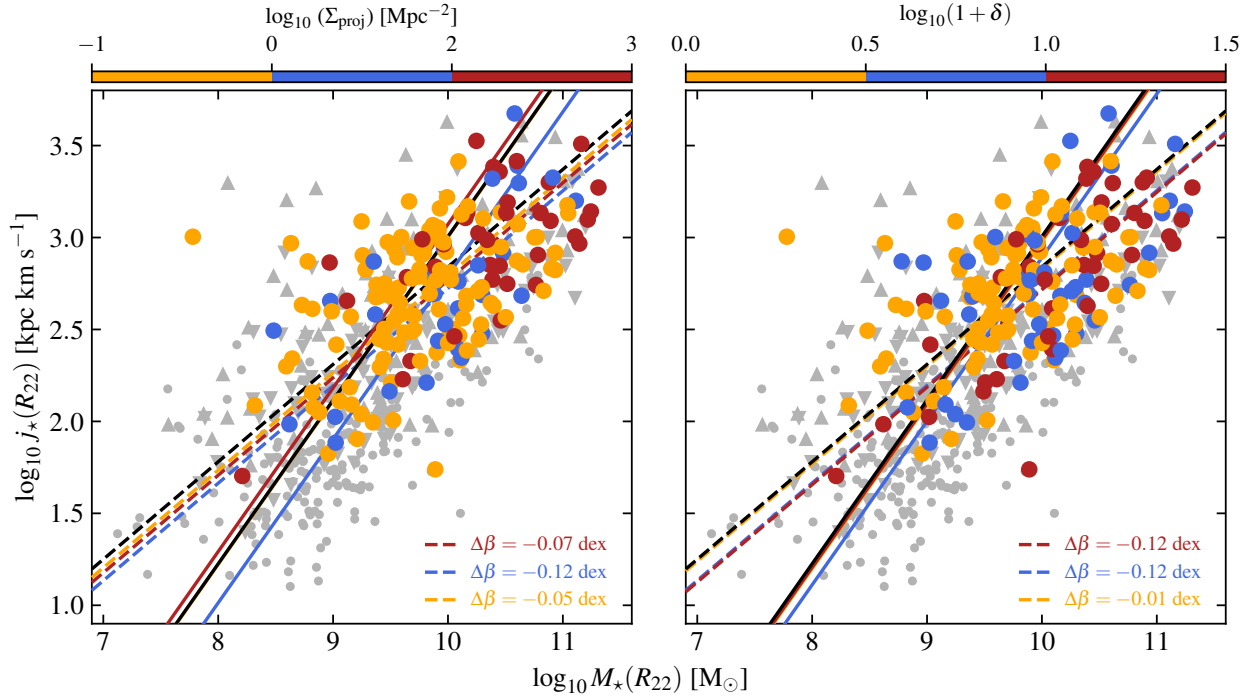 log₁₀ (Σproj) [Mpc⁻²]
−1 0 2 3
log₁₀(1 + δ)
0.0 0.5 1.0 1.5
log₁₀ j⋆(R₂₂) [kpc km s⁻¹]
3.5
3.0
2.5
2.0
1.5
1.0
Δβ = −0.07 dex
Δβ = −0.12 dex
Δβ = −0.05 dex
7 8 9 10 11
Δβ = −0.12 dex
Δβ = −0.12 dex
Δβ = −0.01 dex
7 8 9 10 11
log₁₀ M⋆(R₂₂) [M⊙]